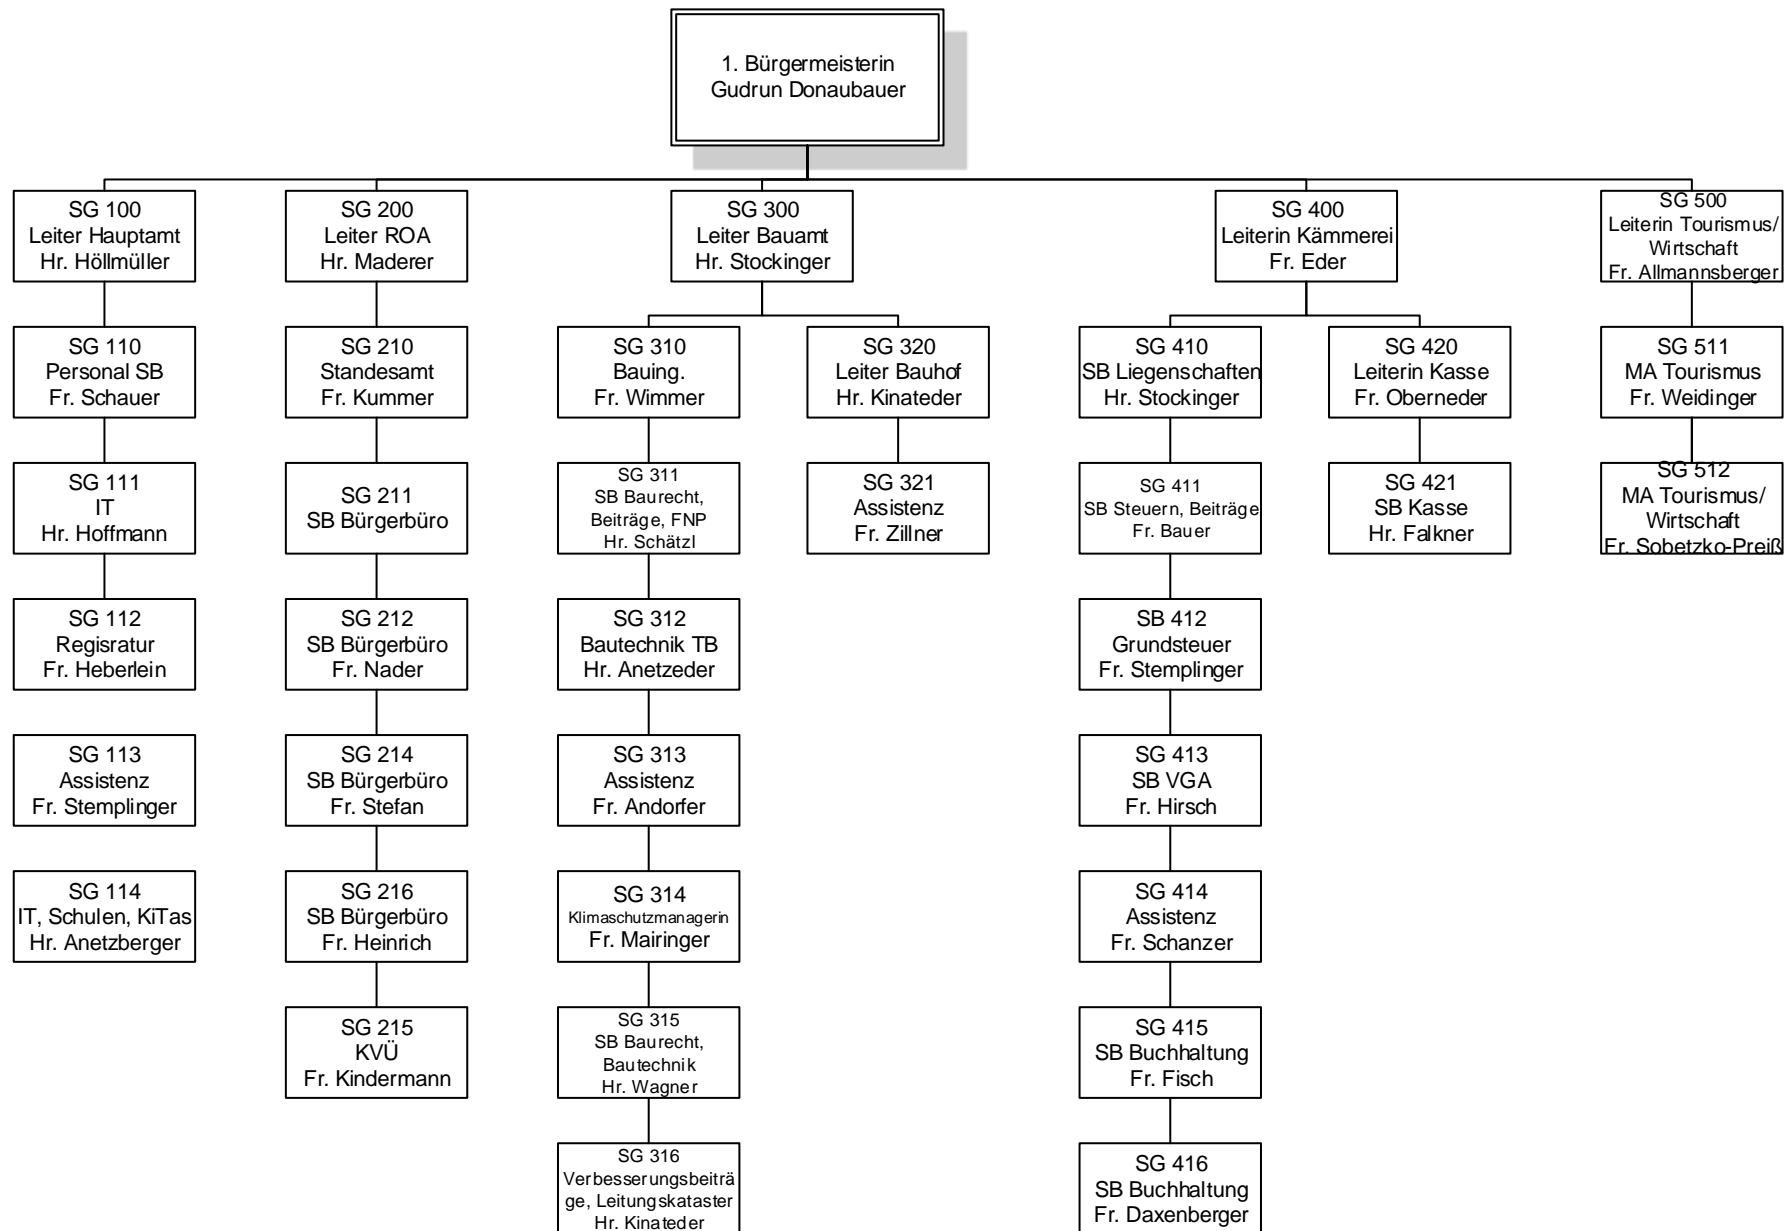 1. Bürgermeisterin
Gudrun Donaubauer
SG 100
Leiter Hauptamt
Hr. Höllmüller
SG 200
Leiter ROA
Hr. Maderer
SG 300
Leiter Bauamt
Hr. Stockinger
SG 400
Leiterin Kämmerei
Fr. Eder
SG 500
Leiterin Tourismus/
Wirtschaft
Fr. Allmannsberger
SG 110
Personal SB
Fr. Schauer
SG 210
Standesamt
Fr. Kummer
SG 310
Bauing.
Fr. Wimmer
SG 320
Leiter Bauhof
Hr. Kinateder
SG 410
SB Liegenschaften
Hr. Stockinger
SG 420
Leiterin Kasse
Fr. Oberneder
SG 511
MA Tourismus
Fr. Weidinger
SG 111
IT
Hr. Hoffmann
SG 211
SB Bürgerbüro
SG 311
SB Baurecht,
Beiträge, FNP
Hr. Schätzl
SG 321
Assistenz
Fr. Zillner
SG 411
SB Steuern, Beiträge
Fr. Bauer
SG 421
SB Kasse
Hr. Falkner
SG 512
MA Tourismus/
Wirtschaft
Fr. Sobetzko-Preiß
SG 112
Regisratur
Fr. Heberlein
SG 212
SB Bürgerbüro
Fr. Nader
SG 312
Bautechnik TB
Hr. Anetzeder
SB 412
Grundsteuer
Fr. Stemplinger
SG 113
Assistenz
Fr. Stemplinger
SG 214
SB Bürgerbüro
Fr. Stefan
SG 313
Assistenz
Fr. Andorfer
SG 413
SB VGA
Fr. Hirsch
SG 114
IT, Schulen, KiTas
Hr. Anetzberger
SG 216
SB Bürgerbüro
Fr. Heinrich
SG 314
Klimaschutzmanagerin
Fr. Mairinger
SG 414
Assistenz
Fr. Schanzer
SG 215
KVÜ
Fr. Kindermann
SG 315
SB Baurecht,
Bautechnik
Hr. Wagner
SG 415
SB Buchhaltung
Fr. Fisch
SG 316
Verbesserungsbeiträ
ge, Leitungskataster
Hr. Kinateder
SG 416
SB Buchhaltung
Fr. Daxenberger